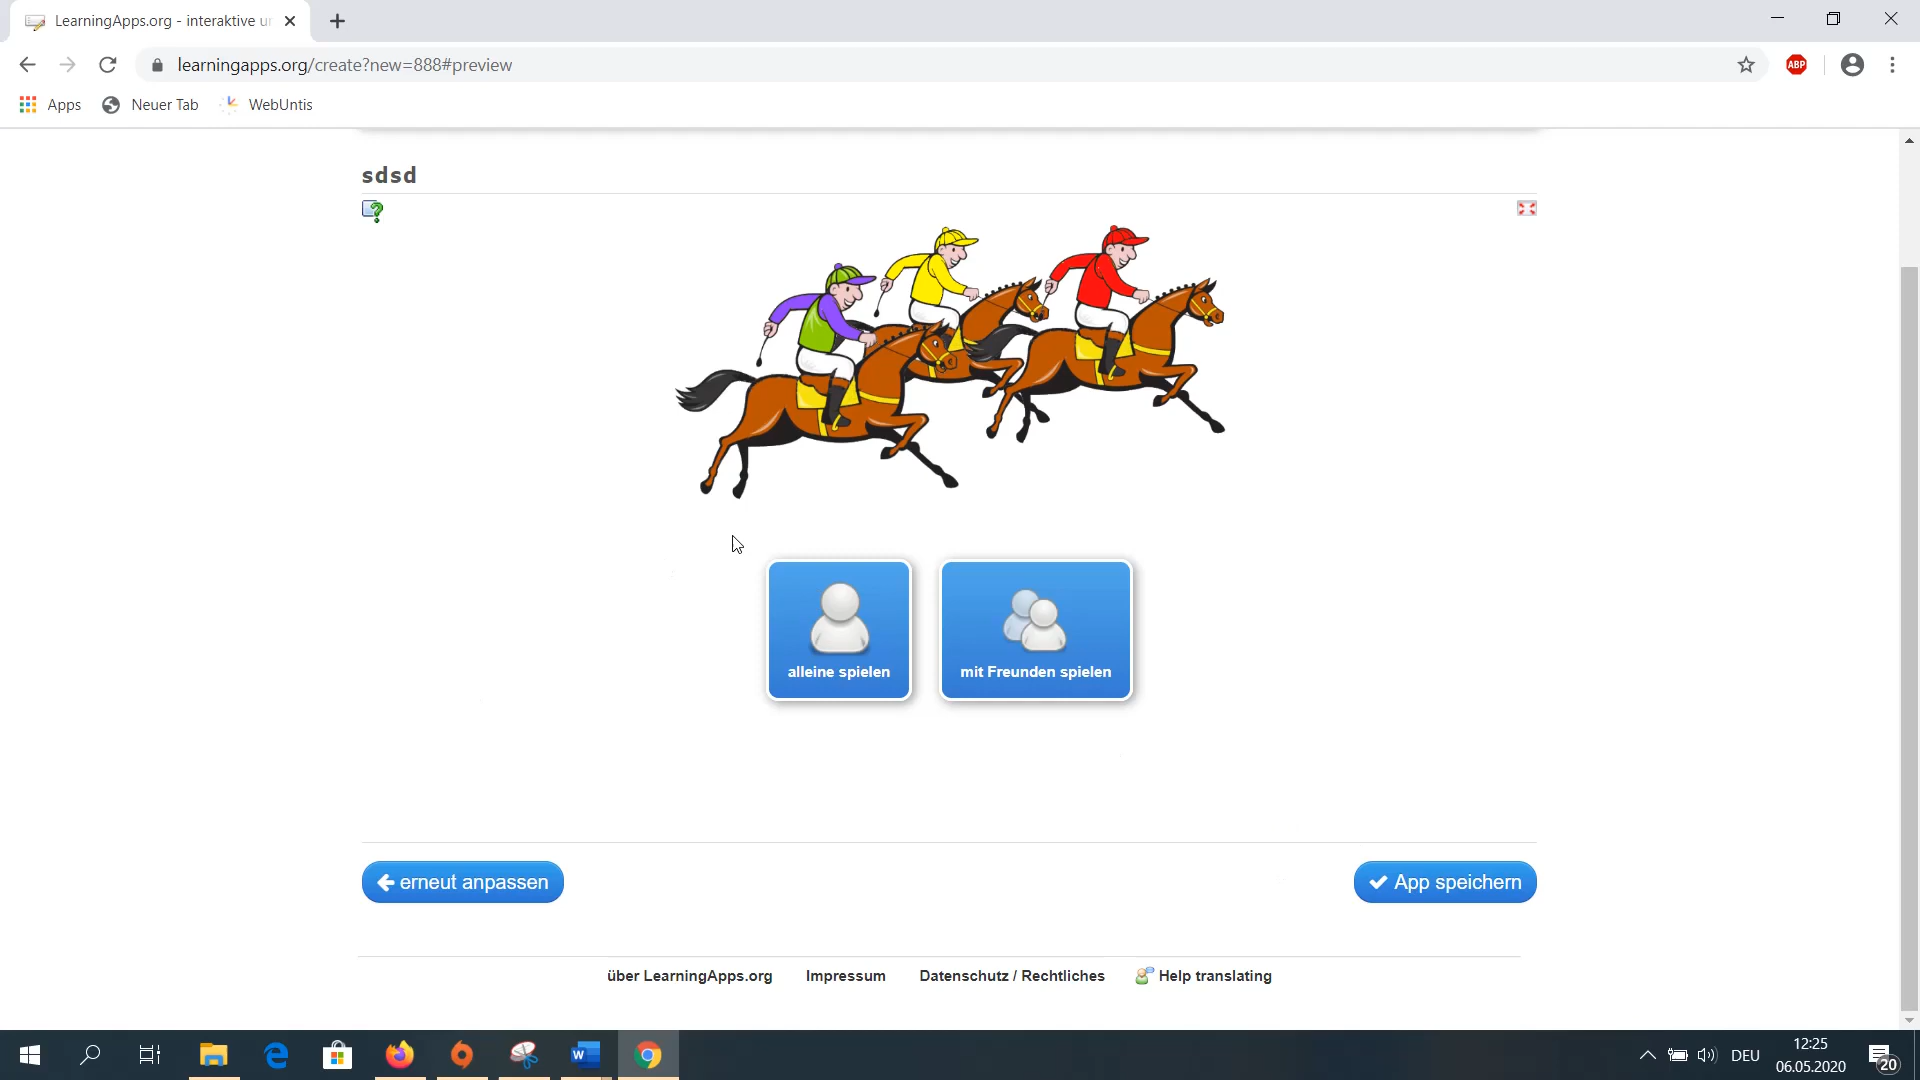 LearningApps.org - interaktive
learningapps.org/create?new=888#preview
ABP
Apps
Neuer Tab
WebUntis
sdsd
alleine spielen
mit Freunden spielen
erneut anpassen
App speichern
über LearningApps.org
Impressum
Datenschutz / Rechtliches
Help translating
DEU
12:25
06.05.2020
20